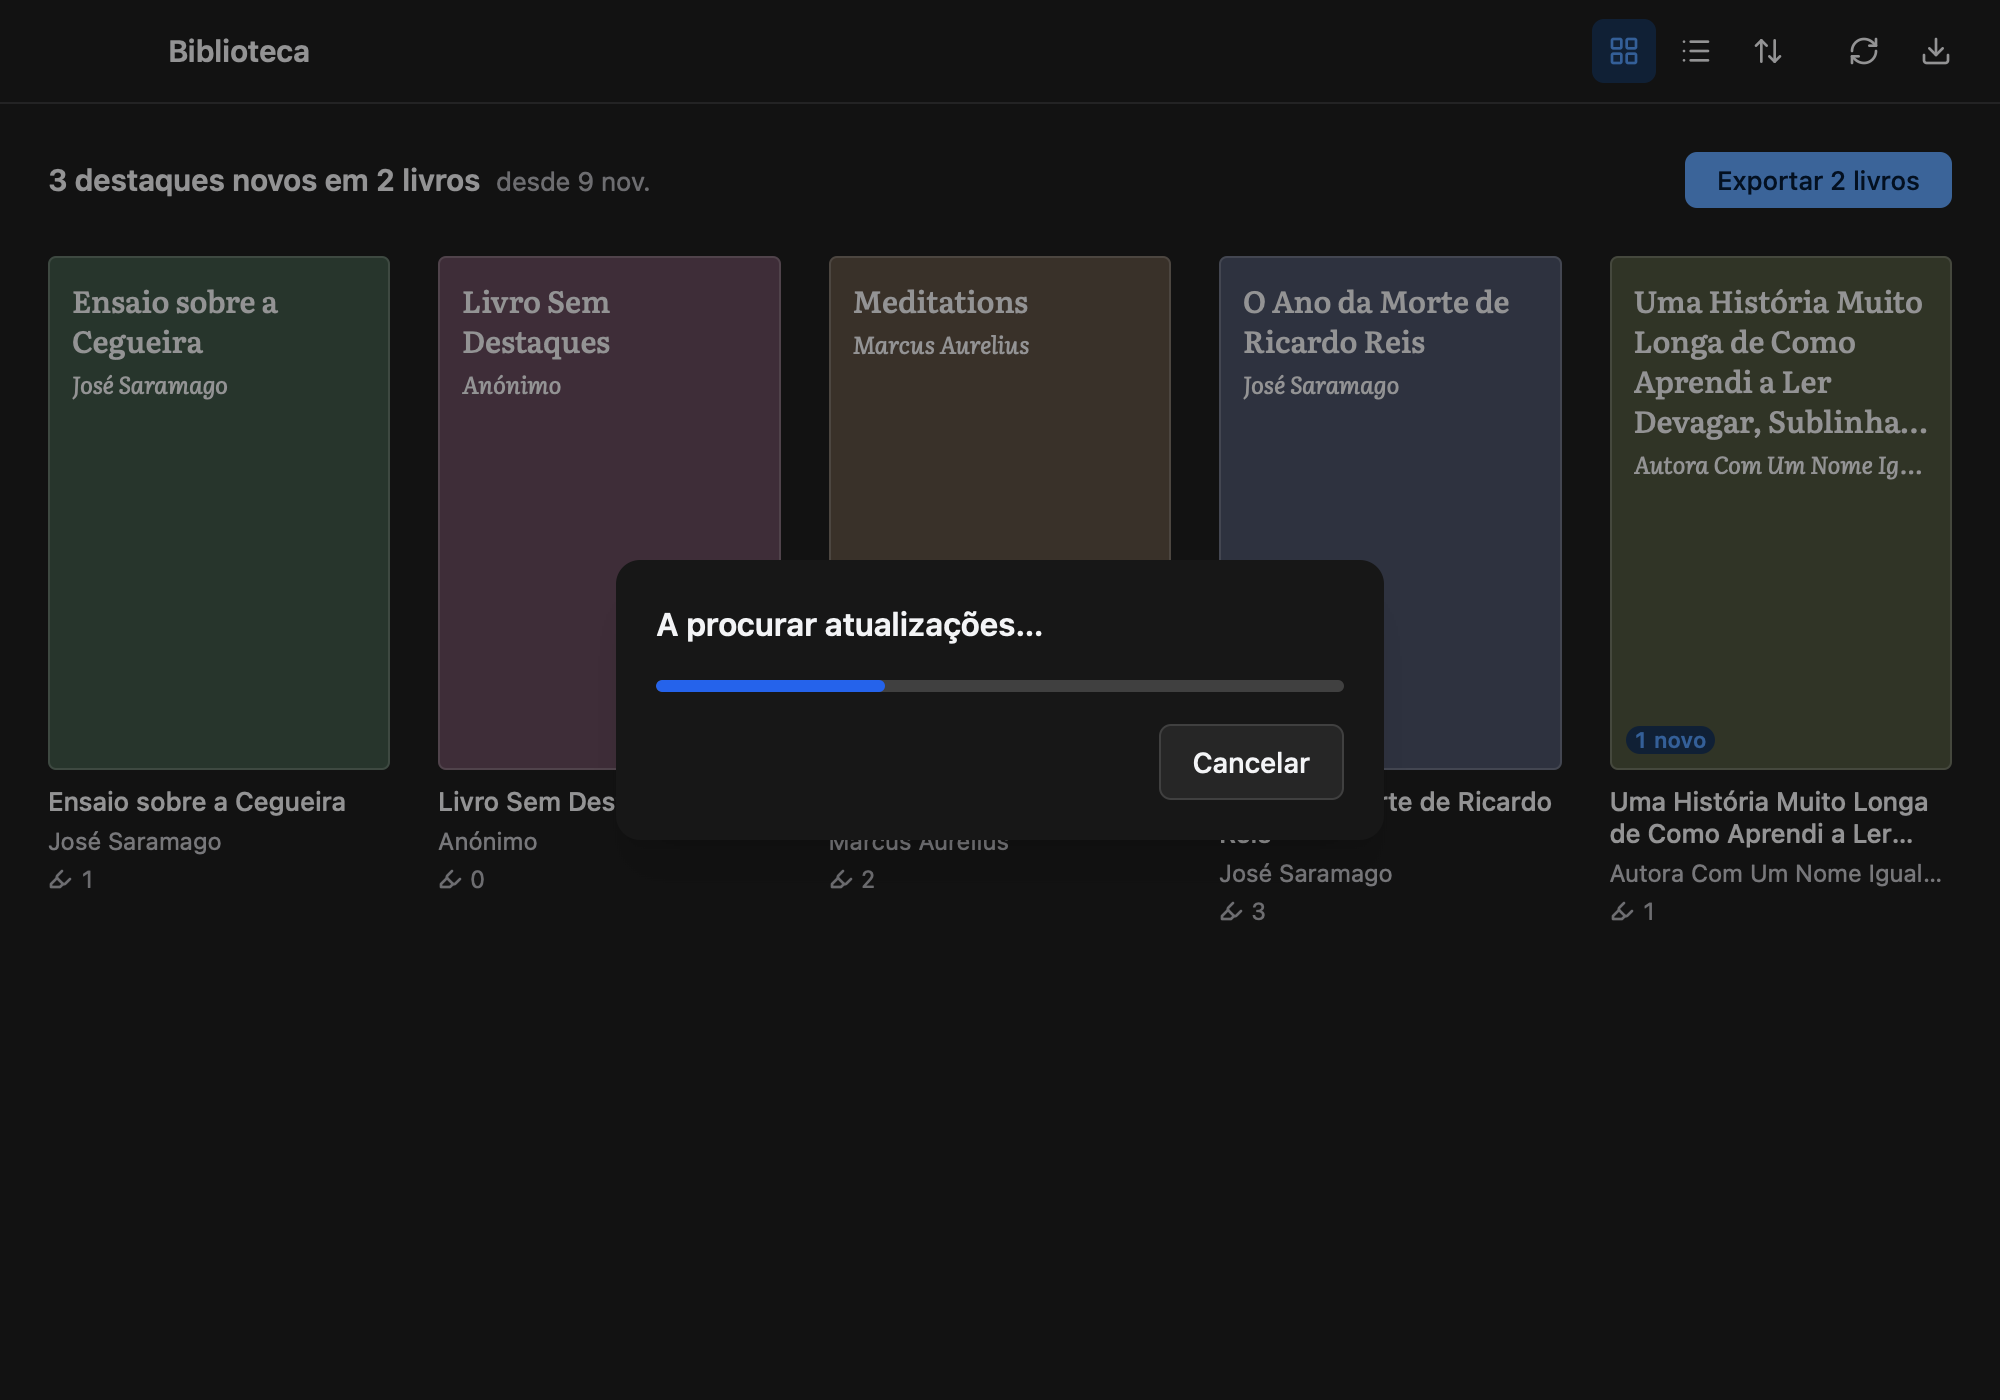 Biblioteca
3 destaques novos em 2 livros desde 9 nov.
Exportar 2 livros
Ensaio sobre a
Cegueira
José Saramago
Livro Sem
Destaques
Anónimo
Meditations
Marcus Aurelius
O Ano da Morte de
Ricardo Reis
José Saramago
Uma História Muito
Longa de Como
Aprendi a Ler
Devagar, Sublinha...
Autora Com Um Nome Ig...
1 novo
A procurar atualizações...
Cancelar
Ensaio sobre a Cegueira
José Saramago
1
Livro Sem Des
Anónimo
0
Marcus Aurelius
2
rte de Ricardo
Reis
José Saramago
3
Uma História Muito Longa
de Como Aprendi a Ler...
Autora Com Um Nome Igual...
1